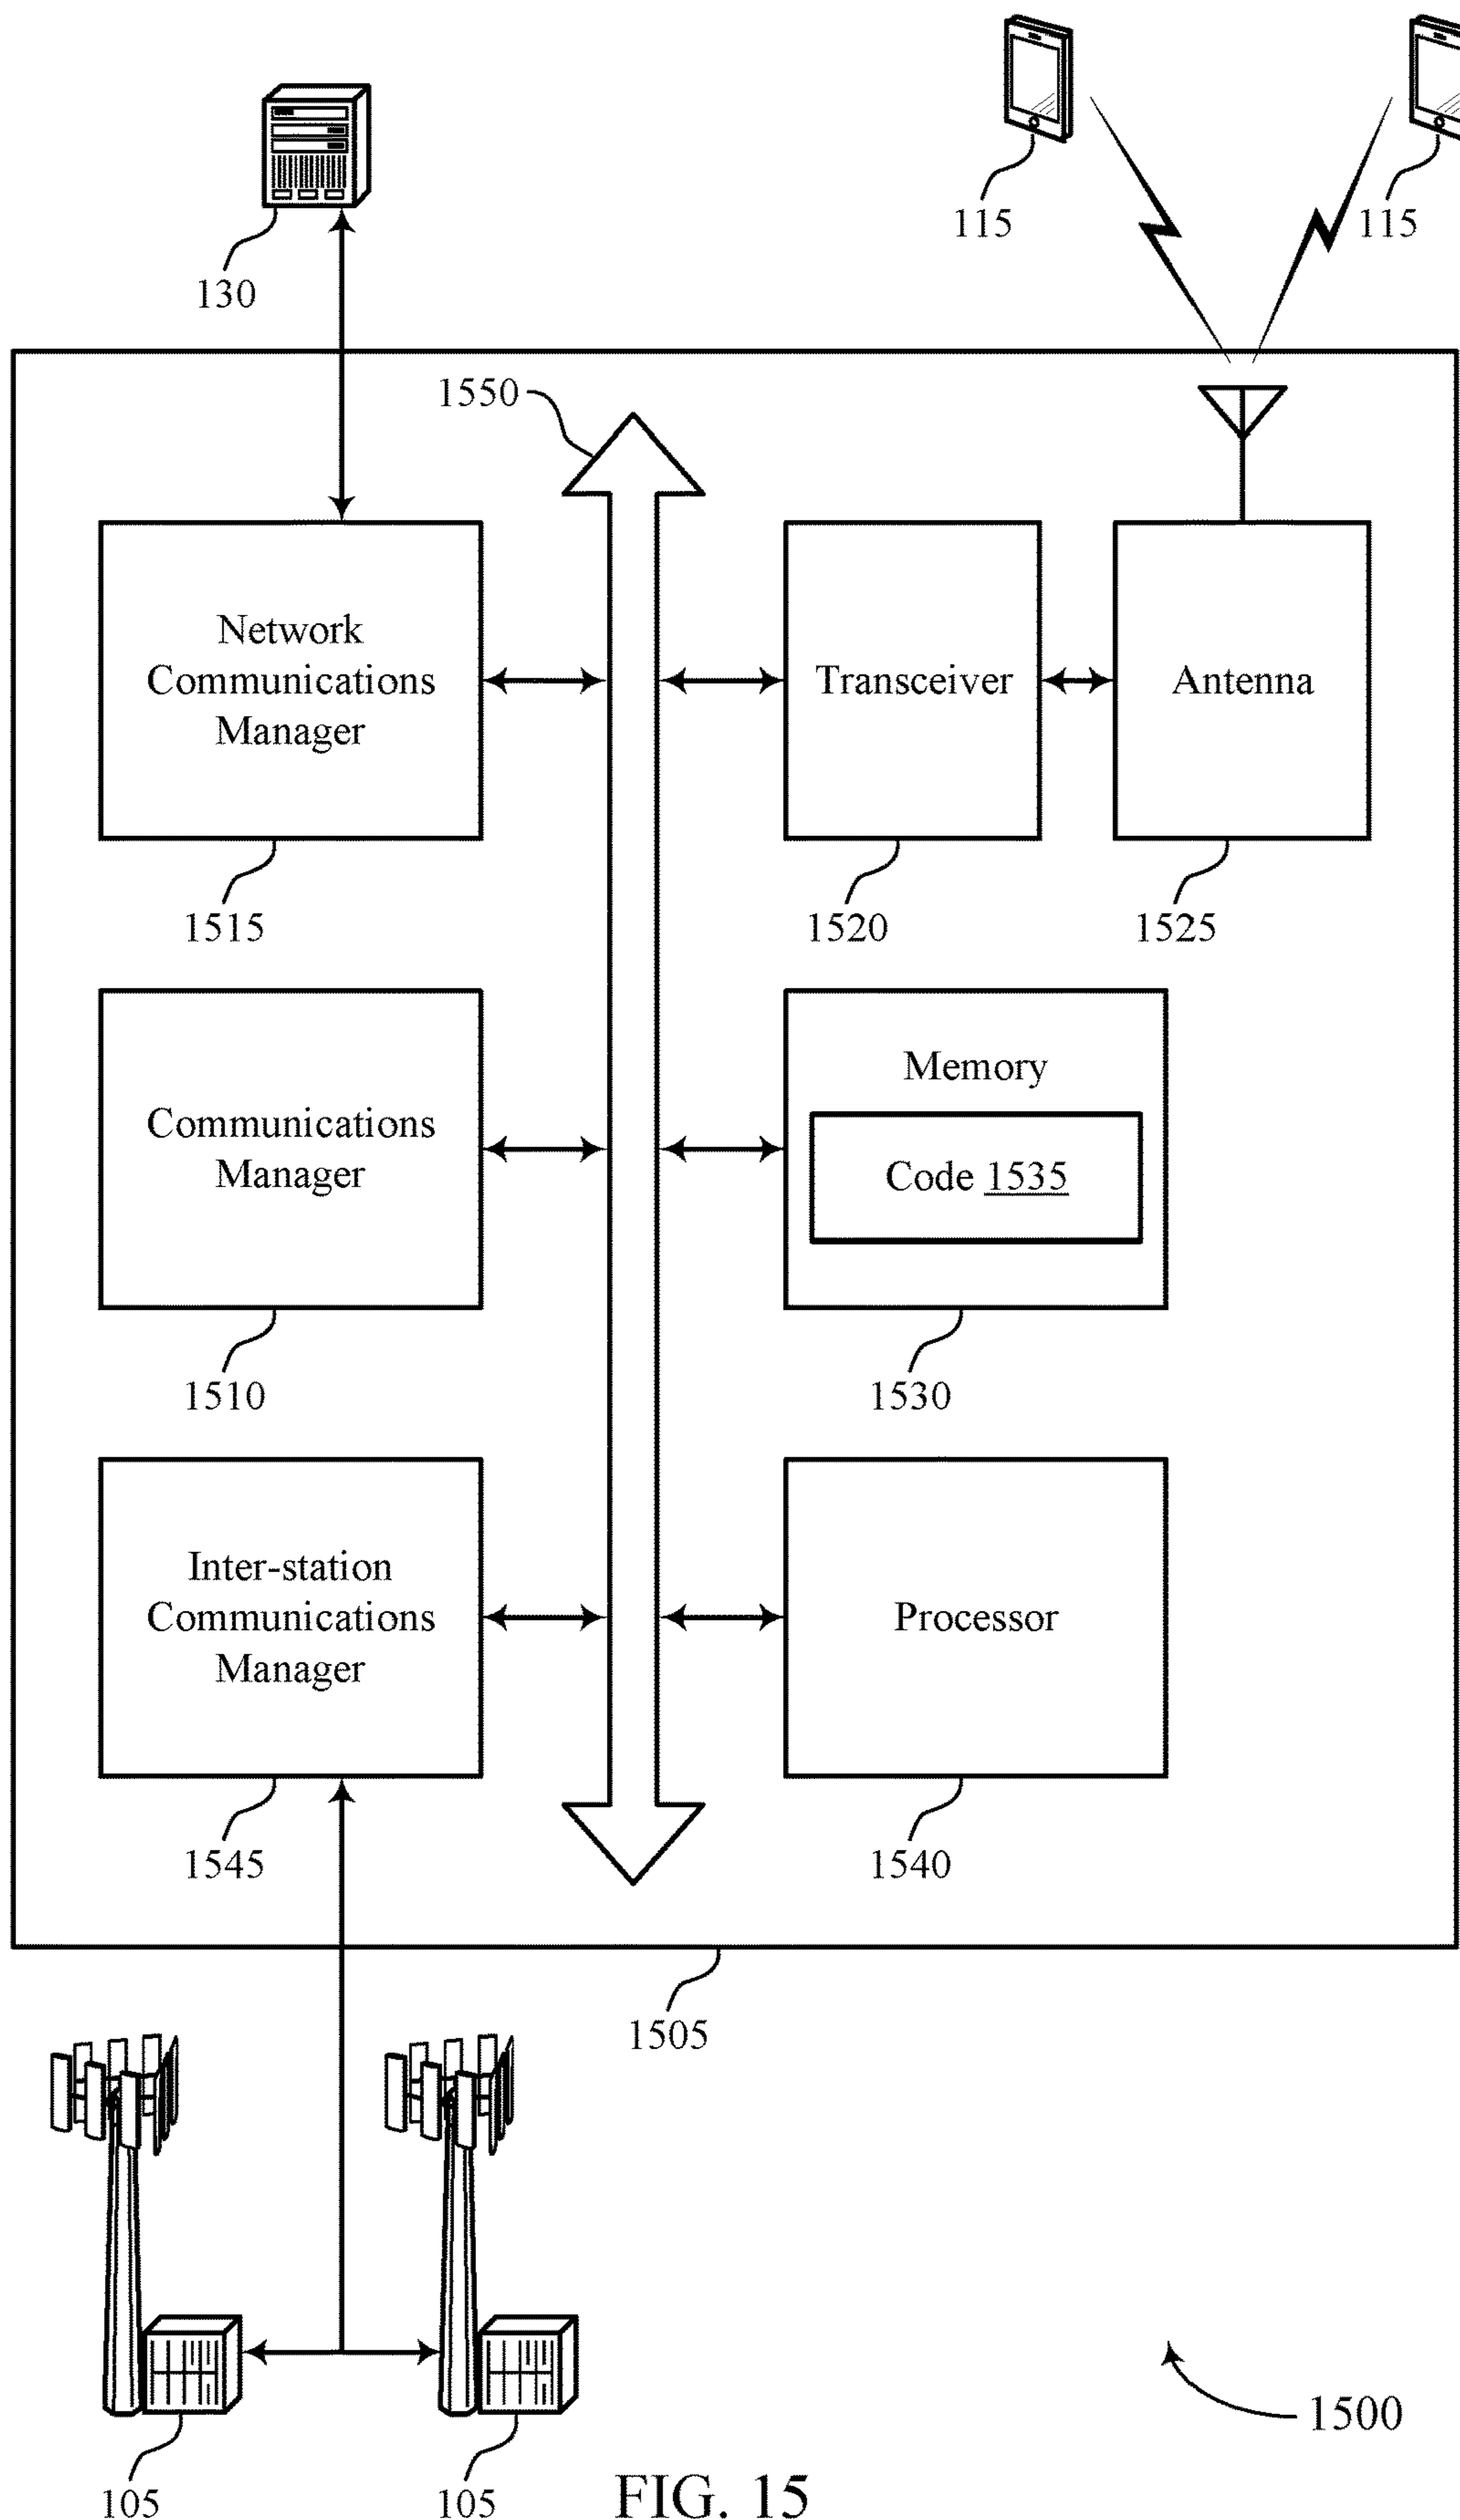 115
115
130
1550
Network
Communications
Manager
Transceiver
Antenna
1515
1520
1525
Communications
Manager
Memory
Code 1535
1510
1530
Inter-station
Communications
Manager
Processor
1545
1540
1505
1500
105
105
FIG. 15